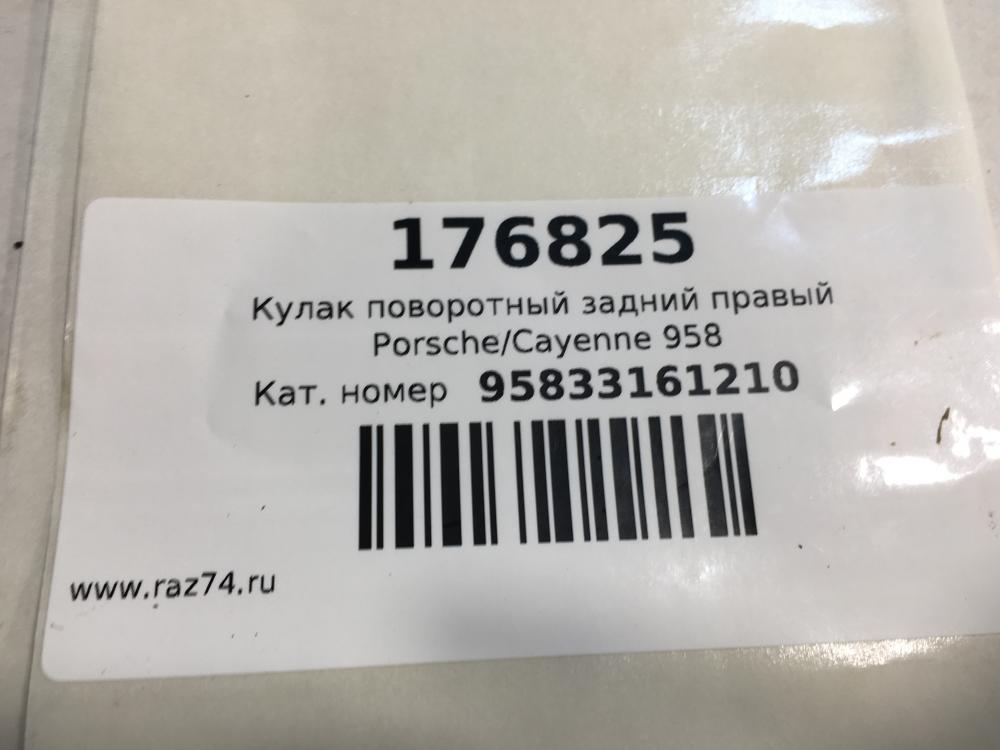 176825
Кулак поворотный задний правый
Porsche/Cayenne 958
Кат. номер 95833161210
www.raz74.ru